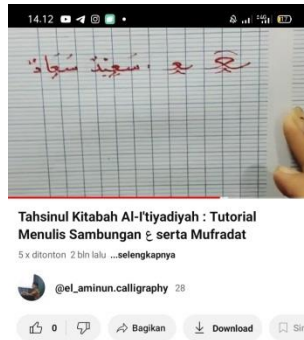 14.12
سَعِيْدٌ سَعَادٌ
Tahsinul Kitabah Al-I'tiyadiyah : Tutorial
Menulis Sambungan ع serta Mufradat
5 x ditonton 2 bln lalu ...selengkapnya
@el_aminun.calligraphy 28
0 Bagikan Download